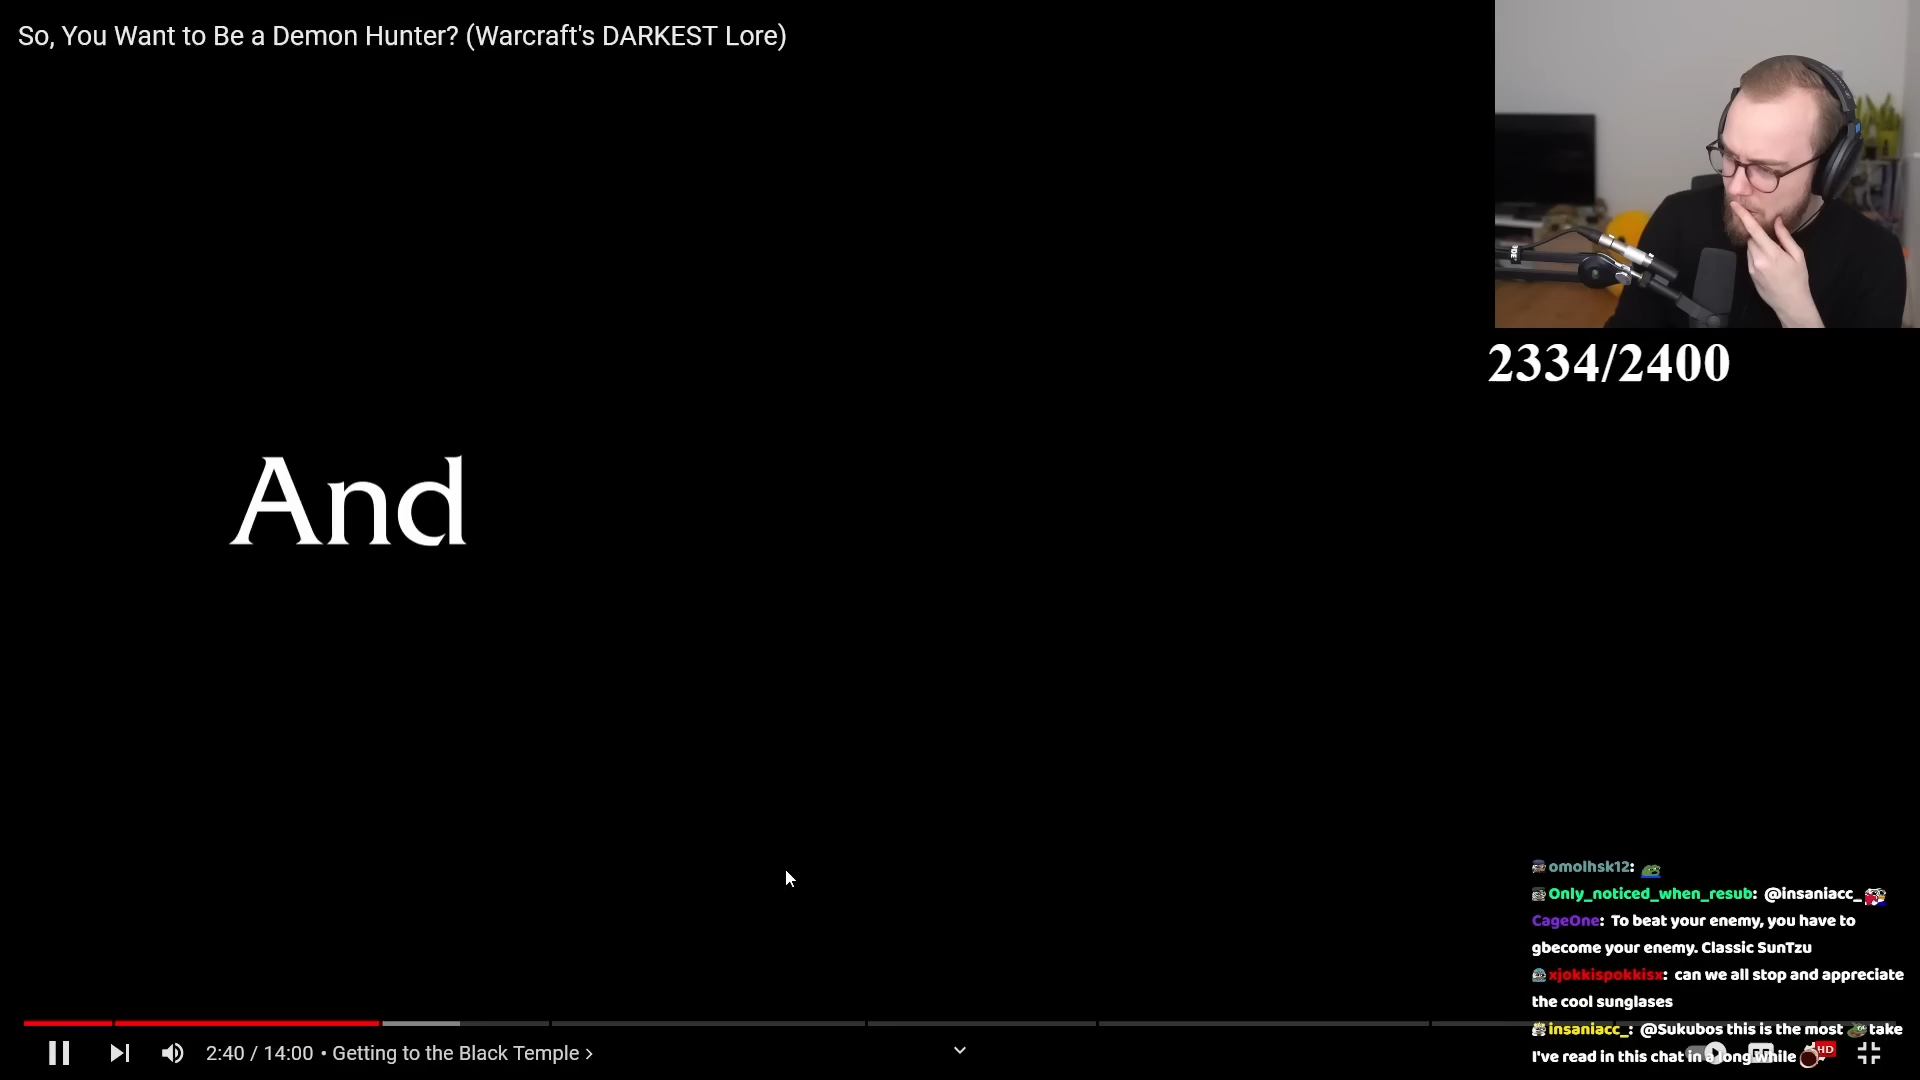 So, You Want to Be a Demon Hunter? (Warcraft's DARKEST Lore)
2334/2400
And
omolhsk12:
Only_noticed_when_resub: @insaniacc_
CageOne: To beat your enemy, you have to
gbecome your enemy. Classic SunTzu
xjokkispokkisx: can we all stop and appreciate
the cool sunglases
insaniacc_: @Sukubos this is the most take
I've read in this chat in a long while
2:40 / 14:00 • Getting to the Black Temple ›
HD